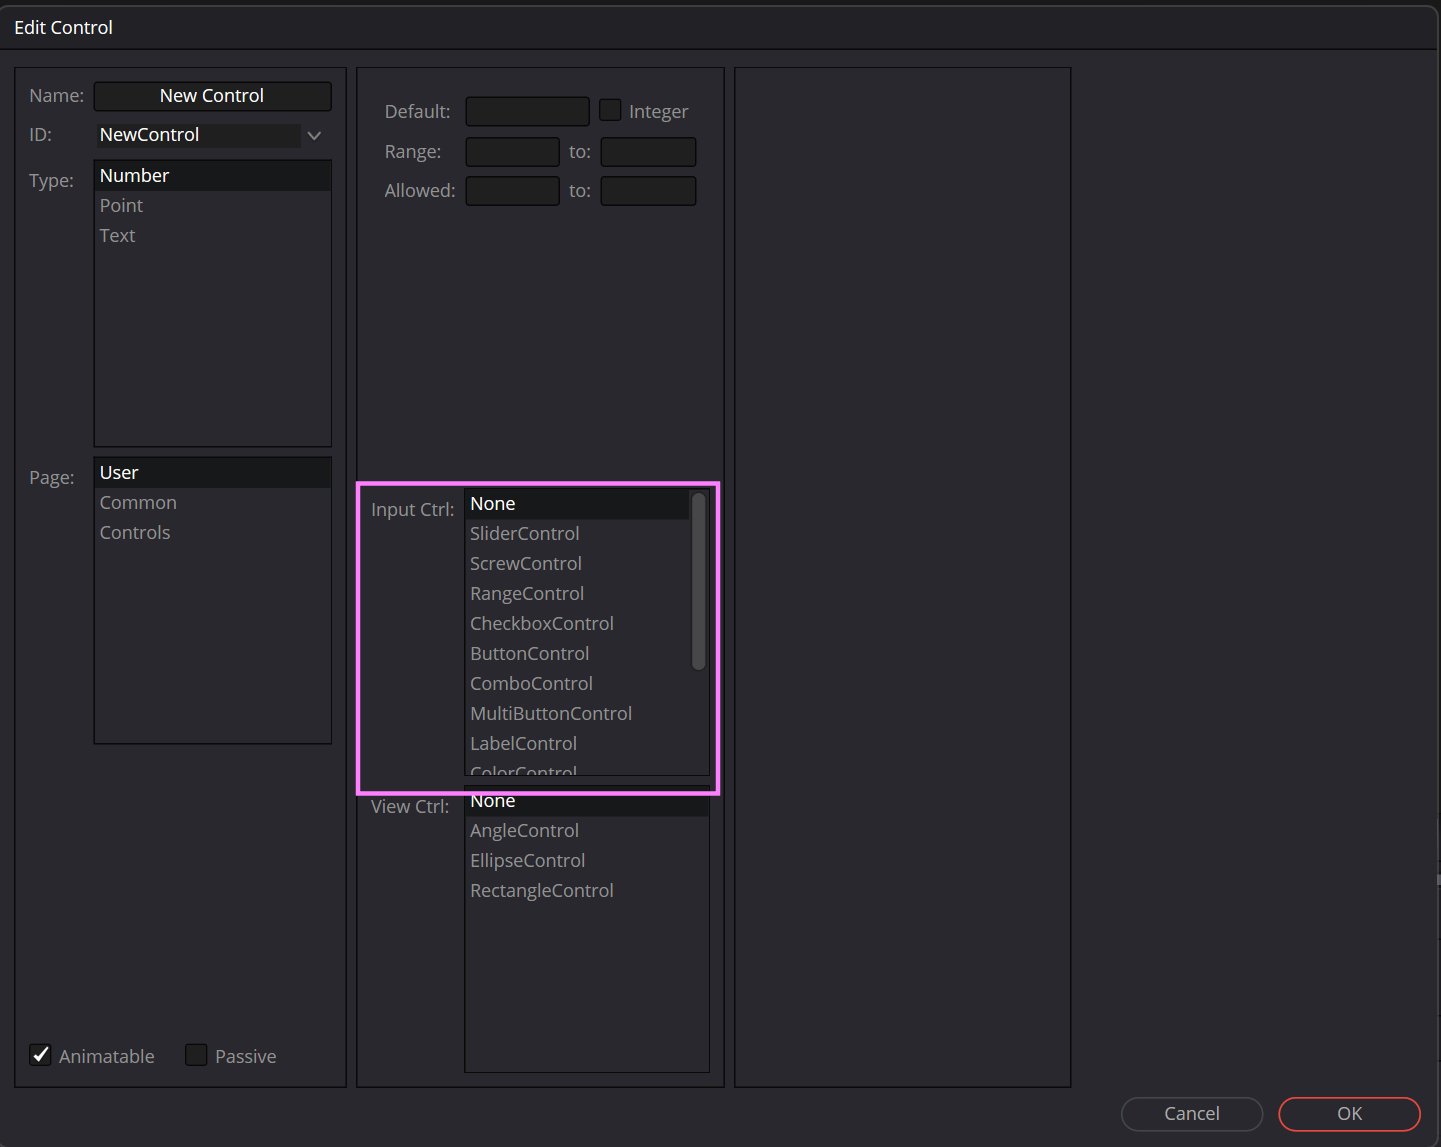 Edit Control
Name: New Control
ID: NewControl
Type: Number
Point
Text
Page: User
Common
Controls
Animatable Passive
Default: Integer
Range: to:
Allowed: to:
Input Ctrl: None
SliderControl
ScrewControl
RangeControl
CheckboxControl
ButtonControl
ComboControl
MultiButtonControl
LabelControl
ColorControl
View Ctrl: None
AngleControl
EllipseControl
RectangleControl
Cancel OK